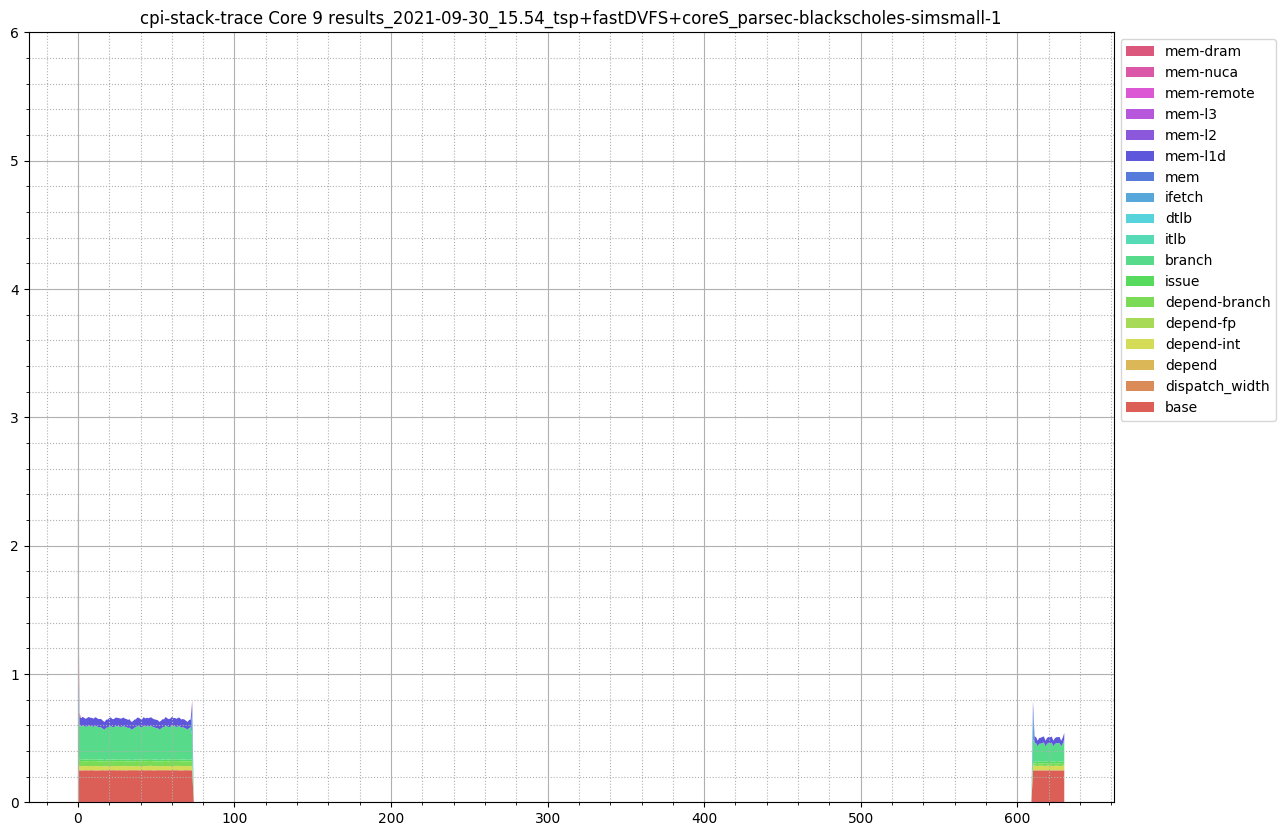 cpi-stack-trace Core 9 results_2021-09-30_15.54_tsp+fastDVFS+coreS_parsec-blackscholes-simsmall-1
6
5
4
3
2
1
0
0 100 200 300 400 500 600
mem-dram
mem-nuca
mem-remote
mem-l3
mem-l2
mem-l1d
mem
ifetch
dtlb
itlb
branch
issue
depend-branch
depend-fp
depend-int
depend
dispatch_width
base